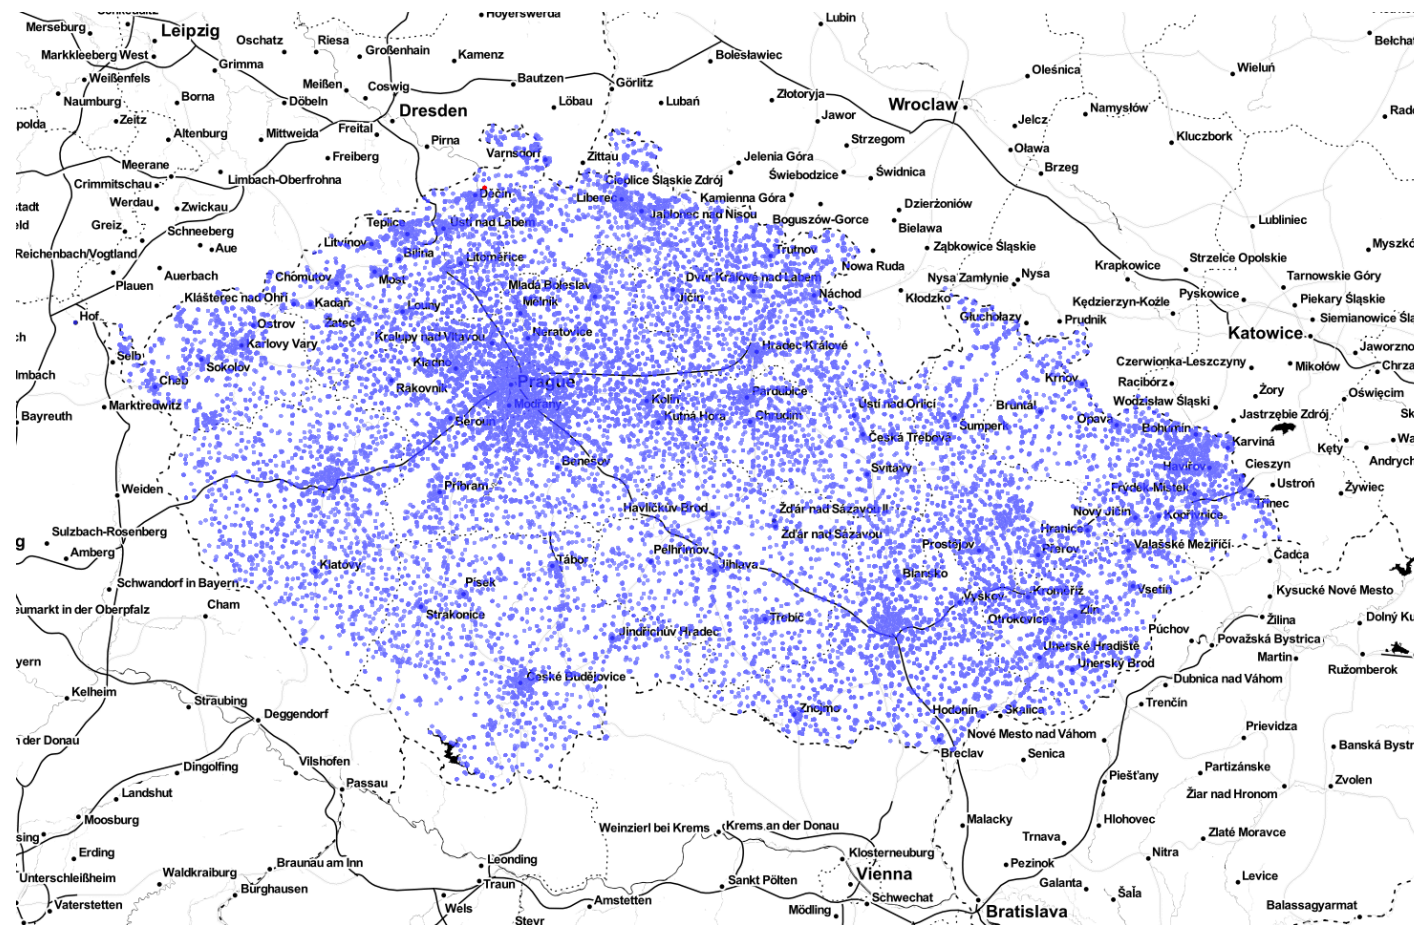 Merseburg
Leipzig
Oschatz
Riesa
Großenhain
Hoyerswerda
Kamenz
Lubin
Bolesławiec
Markkleeberg West
Grimma
Weißenfels
Meißen
Coswig
Bautzen
Görlitz
Oleśnica
Wieluń
Naumburg
Borna
Döbeln
Dresden
Löbau
Lubań
Złotoryja
Wroclaw
Namysłów
Zeitz
Altenburg
Mittweida
Freital
Pirna
Jawor
Jelcz
Strzegom
Kluczbork
Meerane
Freiberg
Varnsdorf
Zittau
Jelenia Góra
Oława
Brzeg
Crimmitschau
Limbach-Oberfrohna
Cieplice Śląskie Zdrój
Świebodzice
Świdnica
Werdau
Zwickau
Děčín
Liberec
Kamienna Góra
Dzierżoniów
Greiz
Schneeberg
Teplice
Ústí nad Labem
Jablonec nad Nisou
Boguszów-Gorce
Bielawa
Lubliniec
Aue
Litvínov
Bílina
Litoměřice
Trutnov
Ząbkowice Śląskie
Reichenbach/Vogtland
Auerbach
Chomutov
Most
Mladá Boleslav
Dvůr Králové nad Labem
Nowa Ruda
Nysa Zamłynie
Nysa
Krapkowice
Strzelce Opolskie
Tarnowskie Góry
Plauen
Klášterec nad Ohří
Kadaň
Louny
Mělník
Jičín
Náchod
Kłodzko
Kędzierzyn-Koźle
Pyskowice
Piekary Śląskie
Hof
Ostrov
Žatec
Głuchołazy
Prudnik
Karlovy Vary
Kralupy nad Vltavou
Neratovice
Hradec Králové
Katowice
Selb
Sokolov
Kladno
Czerwionka-Leszczyny
Mikołów
Cheb
Rakovník
Prague
Pardubice
Krnov
Racibórz
Żory
Oświęcim
Marktredwitz
Modřany
Kolín
Ústí nad Orlicí
Bruntál
Wodzisław Śląski
Bayreuth
Beroun
Kutná Hora
Chrudim
Šumperk
Opava
Jastrzębie Zdrój
Česká Třebová
Bohumín
Karviná
Kęty
Benešov
Svitavy
Havířov
Cieszyn
Weiden
Příbram
Frýdek-Místek
Ustroń
Żywiec
Havlíčkův Brod
Žďár nad Sázavou II
Nový Jičín
Kopřivnice
Třinec
Sulzbach-Rosenberg
Žďár nad Sázavou
Hranice
Amberg
Pelhřimov
Prostějov
Přerov
Valašské Meziříčí
Čadca
Klatovy
Tábor
Jihlava
Blansko
Schwandorf in Bayern
Písek
Vyškov
Kroměříž
Vsetín
Kysucké Nové Mesto
Cham
Strakonice
Třebíč
Otrokovice
Zlín
Žilina
Jindřichův Hradec
Púchov
Považská Bystrica
Uherské Hradiště
Martin
Ružomberok
Uherský Brod
Kelheim
České Budějovice
Dubnica nad Váhom
Straubing
Deggendorf
Znojmo
Hodonín
Skalica
Trenčín
Nové Mesto nad Váhom
Prievidza
Břeclav
Senica
Dingolfing
Vilshofen
Passau
Piešťany
Partizánske
Zvolen
Landshut
Žiar nad Hronom
Moosburg
Weinzierl bei Krems
Krems an der Donau
Malacky
Hlohovec
Trnava
Zlaté Moravce
Erding
Braunau am Inn
Leonding
Klosterneuburg
Pezinok
Nitra
Unterschleißheim
Waldkraiburg
Burghausen
Traun
Sankt Pölten
Vienna
Galanta
Šaľa
Levice
Vaterstetten
Wels
Amstetten
Schwechat
Mödling
Bratislava
Balassagyarmat
Steyr